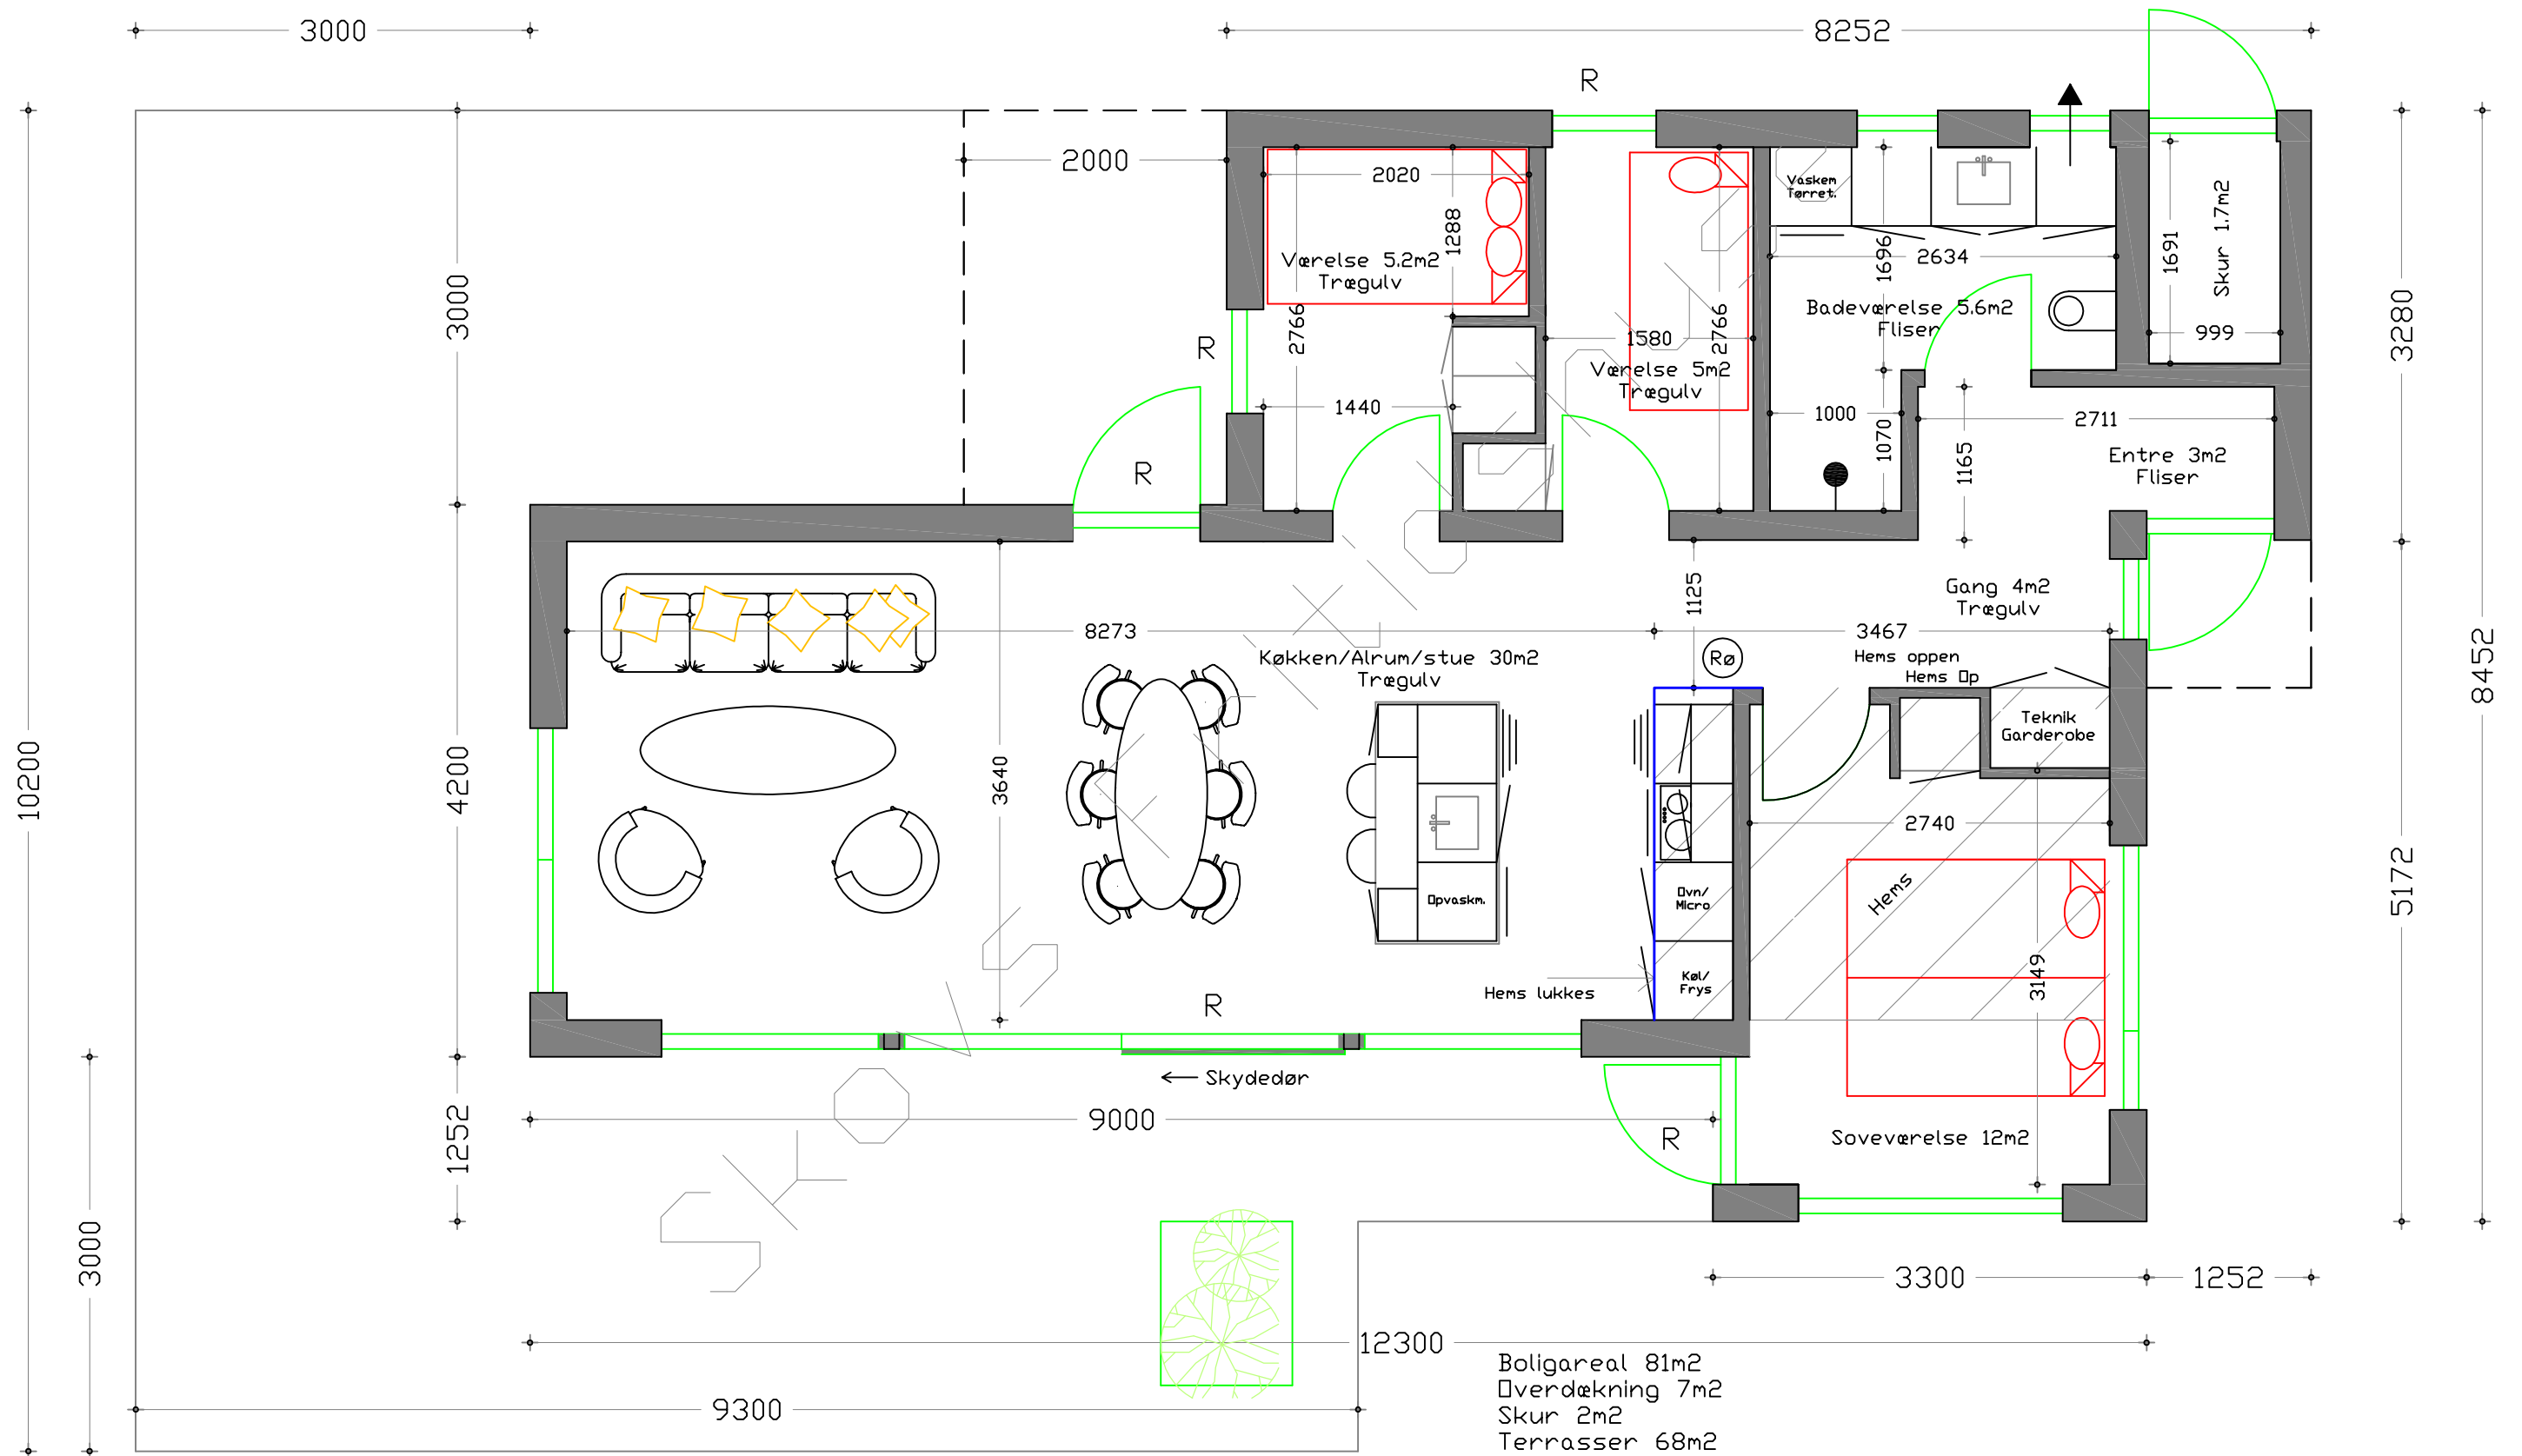 3000
8252
R
2000
2020
Vaskem
Tørret.
1288
Værelse 5.2m2
Trægulv
2766
1440
R
R
1580
2766
Værelse 5m2
Trægulv
1696
2634
Badeværelse 5.6m2
Fliser
1000
1070
1691
Skur 1.7m2
999
2711
1165
Entre 3m2
Fliser
3000
3280
8452
10200
4200
5172
8273
3467
1125
Gang 4m2
Trægulv
Køkken/Alrum/stue 30m2
Trægulv
Rø
Hems oppen
Hems Op
Teknik
Garderobe
3640
2740
Hems
Opvaskm.
Ovn/
Micro
Køl/
Frys
Hems lukkes
3149
R
Skydedør
9000
R
Soveværelse 12m2
1252
3000
3300
1252
12300
9300
Boligareal 81m2
Overdækning 7m2
Skur 2m2
Terrasser 68m2